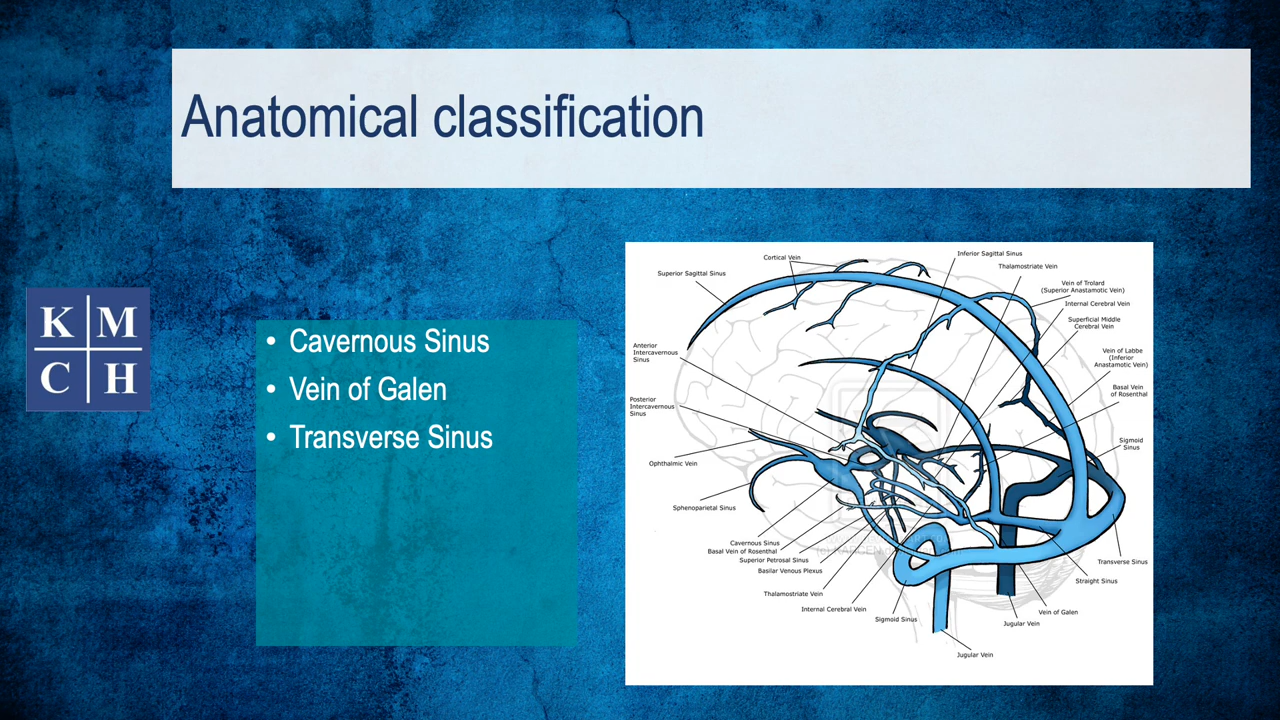 Anatomical classification
K M
C H
• Cavernous Sinus
• Vein of Galen
• Transverse Sinus
Cortical Vein
Superior Sagittal Sinus
Inferior Sagittal Sinus
Thalamostriate Vein
Vein of Trolard
(Superior Anastamotic Vein)
Internal Cerebral Vein
Superficial Middle
Cerebral Vein
Vein of Labbe
(Inferior
Anastamotic Vein)
Basal Vein
of Rosenthal
Sigmoid
Sinus
Anterior
Intercavernous
Sinus
Posterior
Intercavernous
Sinus
Ophthalmic Vein
Sphenoparietal Sinus
Cavernous Sinus
Basal Vein of Rosenthal
Superior Petrosal Sinus
Basilar Venous Plexus
Thalamostriate Vein
Internal Cerebral Vein
Sigmoid Sinus
Transverse Sinus
Straight Sinus
Vein of Galen
Jugular Vein
Jugular Vein